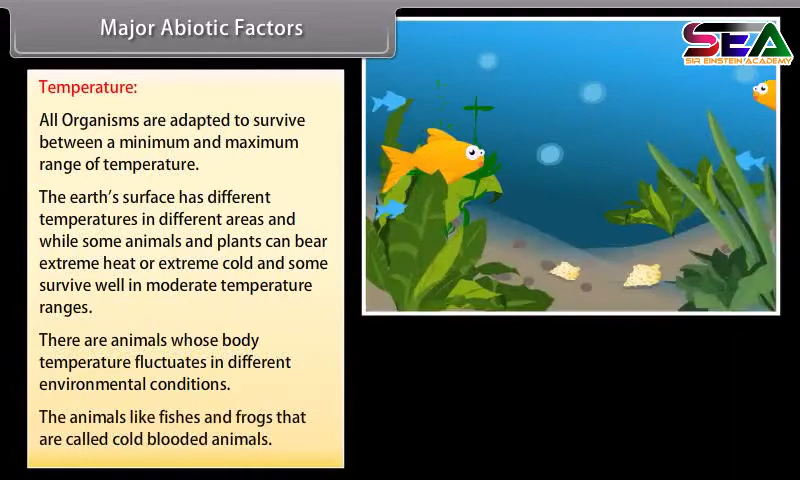 Major Abiotic Factors
SEA
SIR EINSTEIN ACADEMY
Temperature:
All Organisms are adapted to survive
between a minimum and maximum
range of temperature.
The earth's surface has different
temperatures in different areas and
while some animals and plants can bear
extreme heat or extreme cold and some
survive well in moderate temperature
ranges.
There are animals whose body
temperature fluctuates in different
environmental conditions.
The animals like fishes and frogs that
are called cold blooded animals.